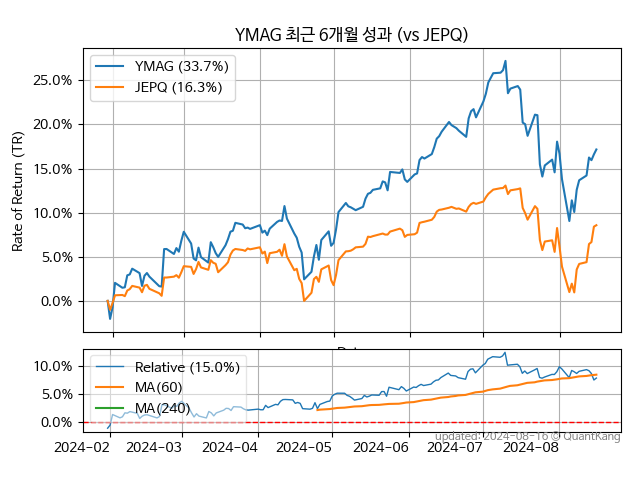 YMAG 최근 6개월 성과 (vs JEPQ)
Rate of Return (TR)
25.0%
20.0%
15.0%
10.0%
5.0%
0.0%
YMAG (33.7%)
JEPQ (16.3%)
10.0%
5.0%
0.0%
Relative (15.0%)
MA(60)
MA(240)
2024-02 2024-03 2024-04 2024-05 2024-06 2024-07 2024-08
updated: 2024-08-16 © QuantKang